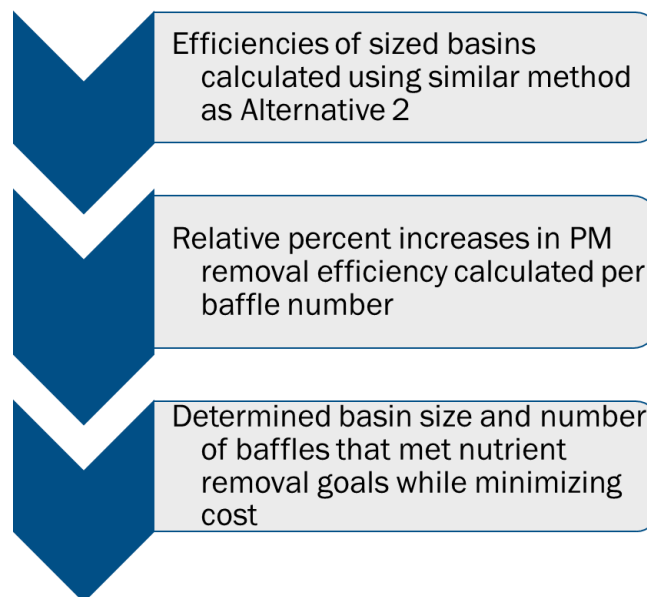 Efficiencies of sized basins
calculated using similar method
as Alternative 2
Relative percent increases in PM
removal efficiency calculated per
baffle number
Determined basin size and number
of baffles that met nutrient
removal goals while minimizing
cost